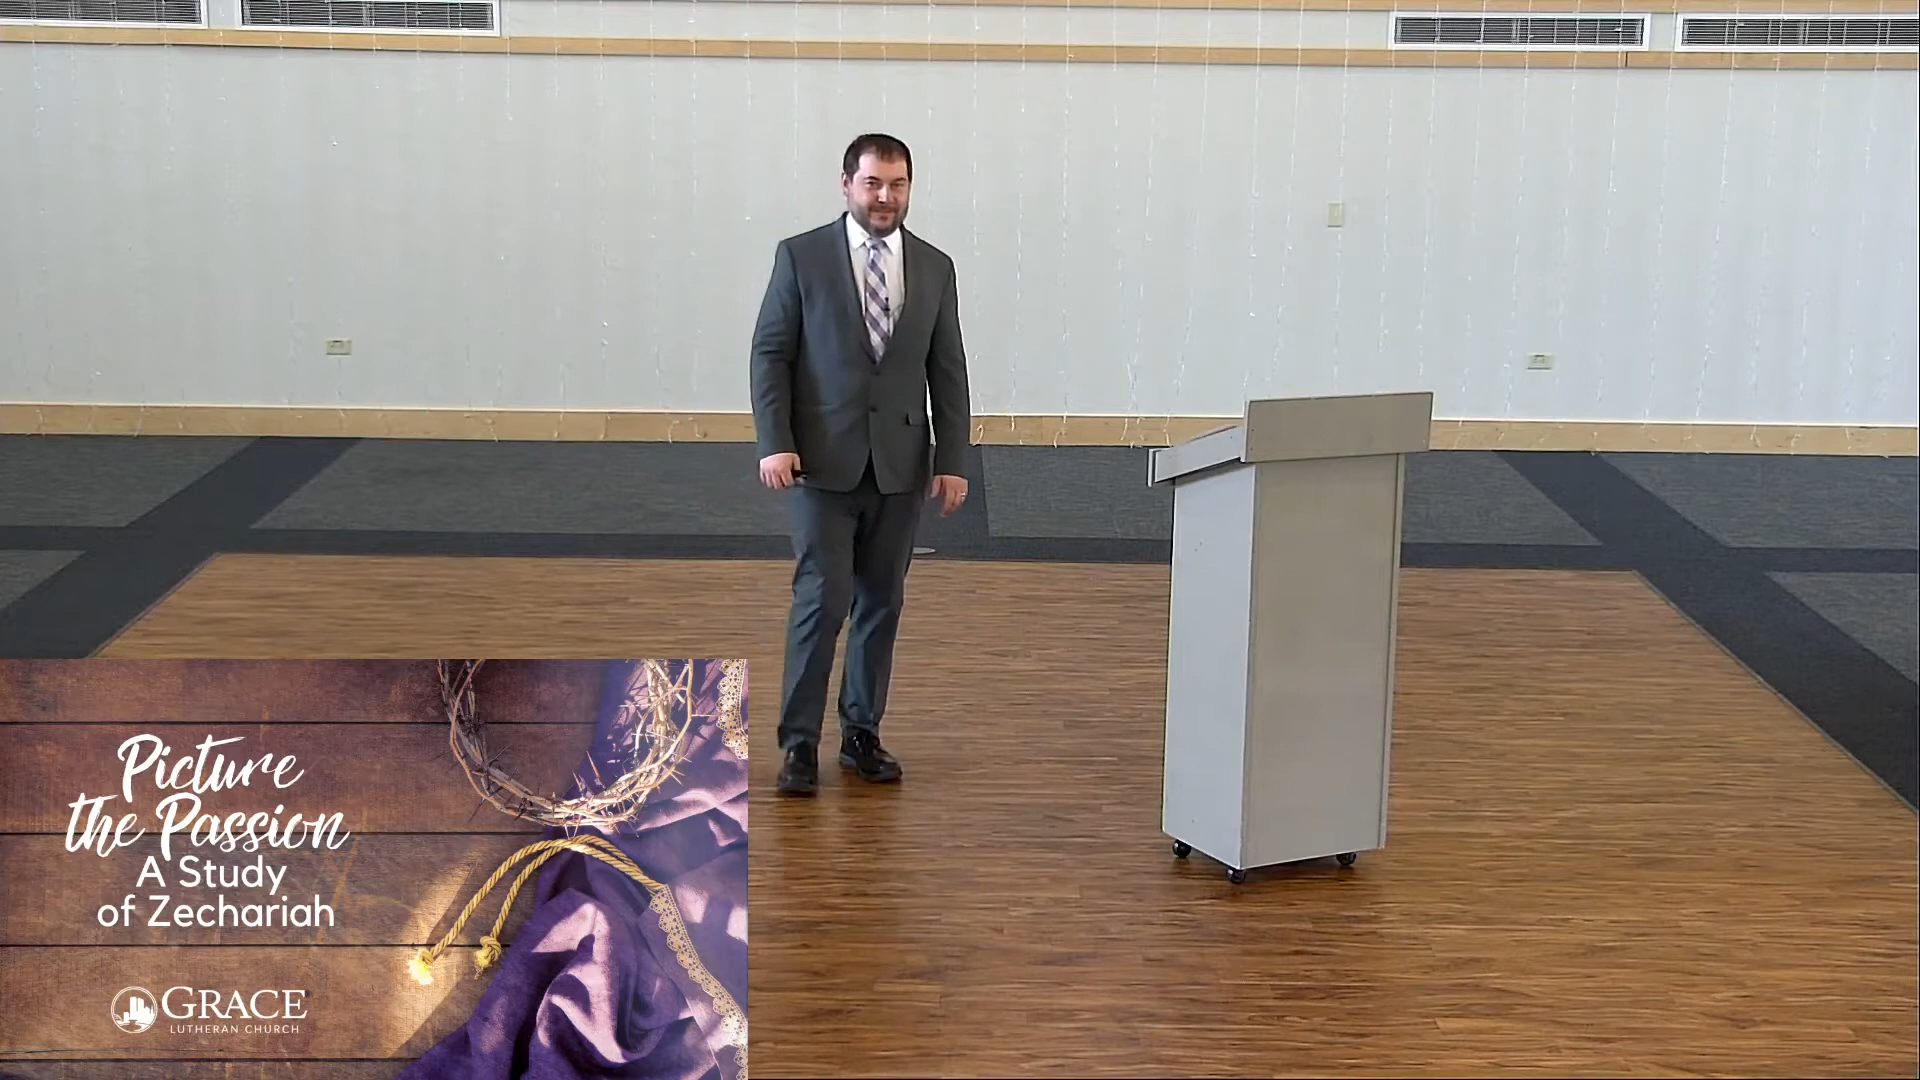 Picture
the Passion
A Study
of Zechariah
GRACE
LUTHERAN CHURCH